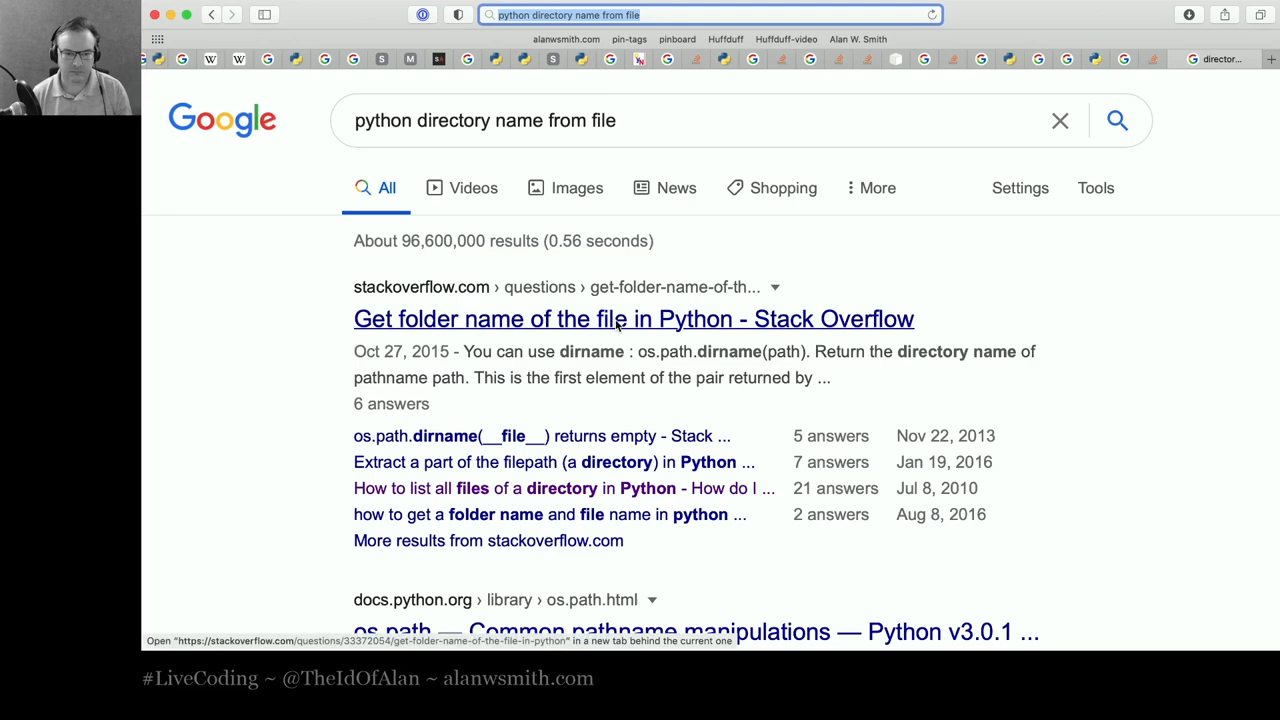 python directory name from file
alanwsmith.com pin-tags pinboard Huffduff Huffduff-video Alan W. Smith
director...
Google
python directory name from file
All Videos Images News Shopping More Settings Tools
About 96,600,000 results (0.56 seconds)
stackoverflow.com › questions › get-folder-name-of-th...
Get folder name of the file in Python - Stack Overflow
Oct 27, 2015 - You can use dirname : os.path.dirname(path). Return the directory name of
pathname path. This is the first element of the pair returned by ...
6 answers
os.path.dirname(__file__) returns empty - Stack ... 5 answers Nov 22, 2013
Extract a part of the filepath (a directory) in Python ... 7 answers Jan 19, 2016
How to list all files of a directory in Python - How do I ... 21 answers Jul 8, 2010
how to get a folder name and file name in python ... 2 answers Aug 8, 2016
More results from stackoverflow.com
docs.python.org › library › os.path.html
os.path — Common pathname manipulations — Python v3.0.1 ...
Open "https://stackoverflow.com/questions/33372054/get-folder-name-of-the-file-in-python" in a new tab behind the current one
#LiveCoding ~ @TheIdOfAlan ~ alanwsmith.com